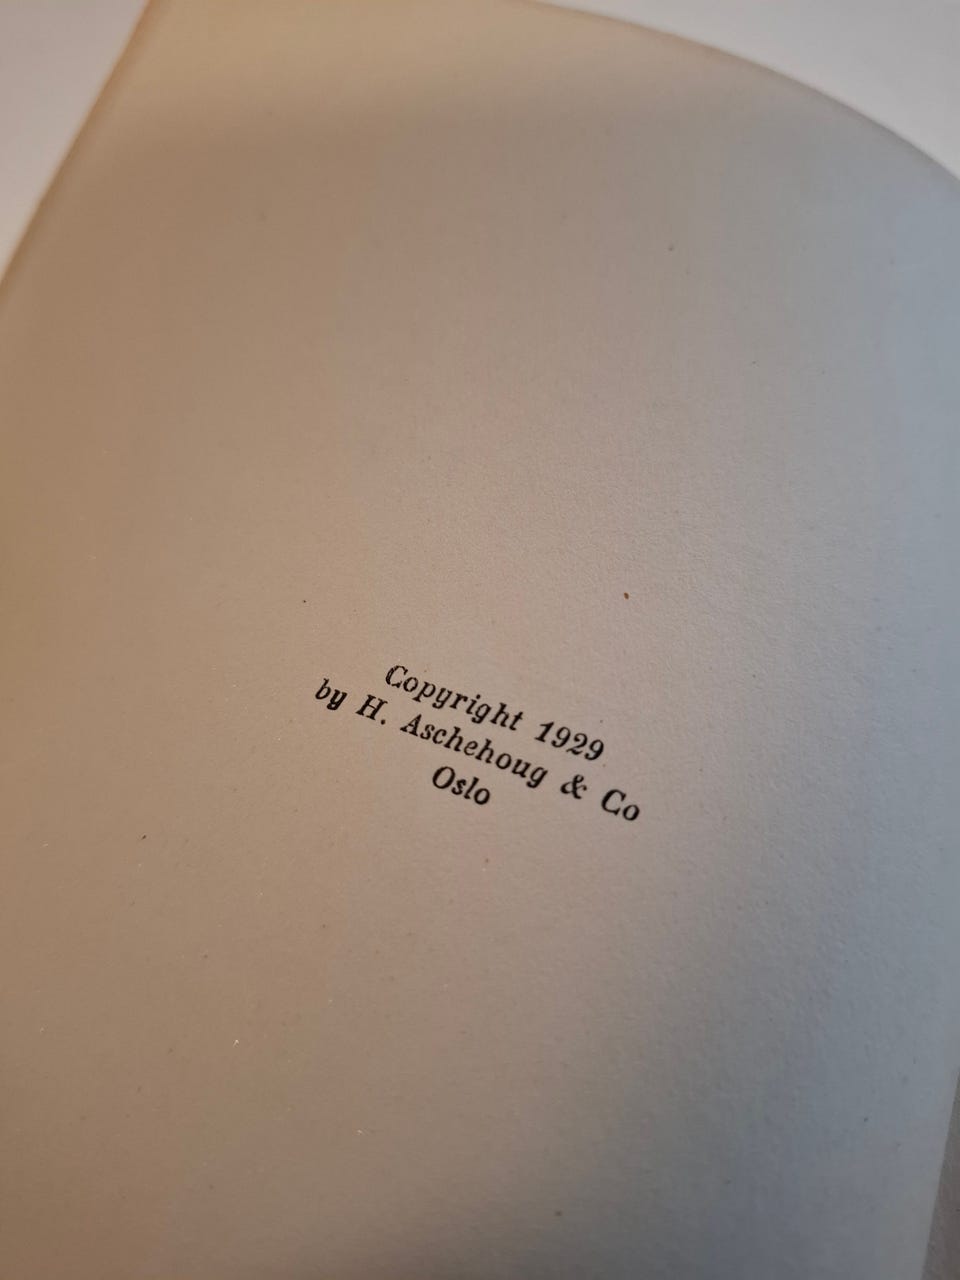 Copyright 1929
by H. Aschehoug & Co
Oslo